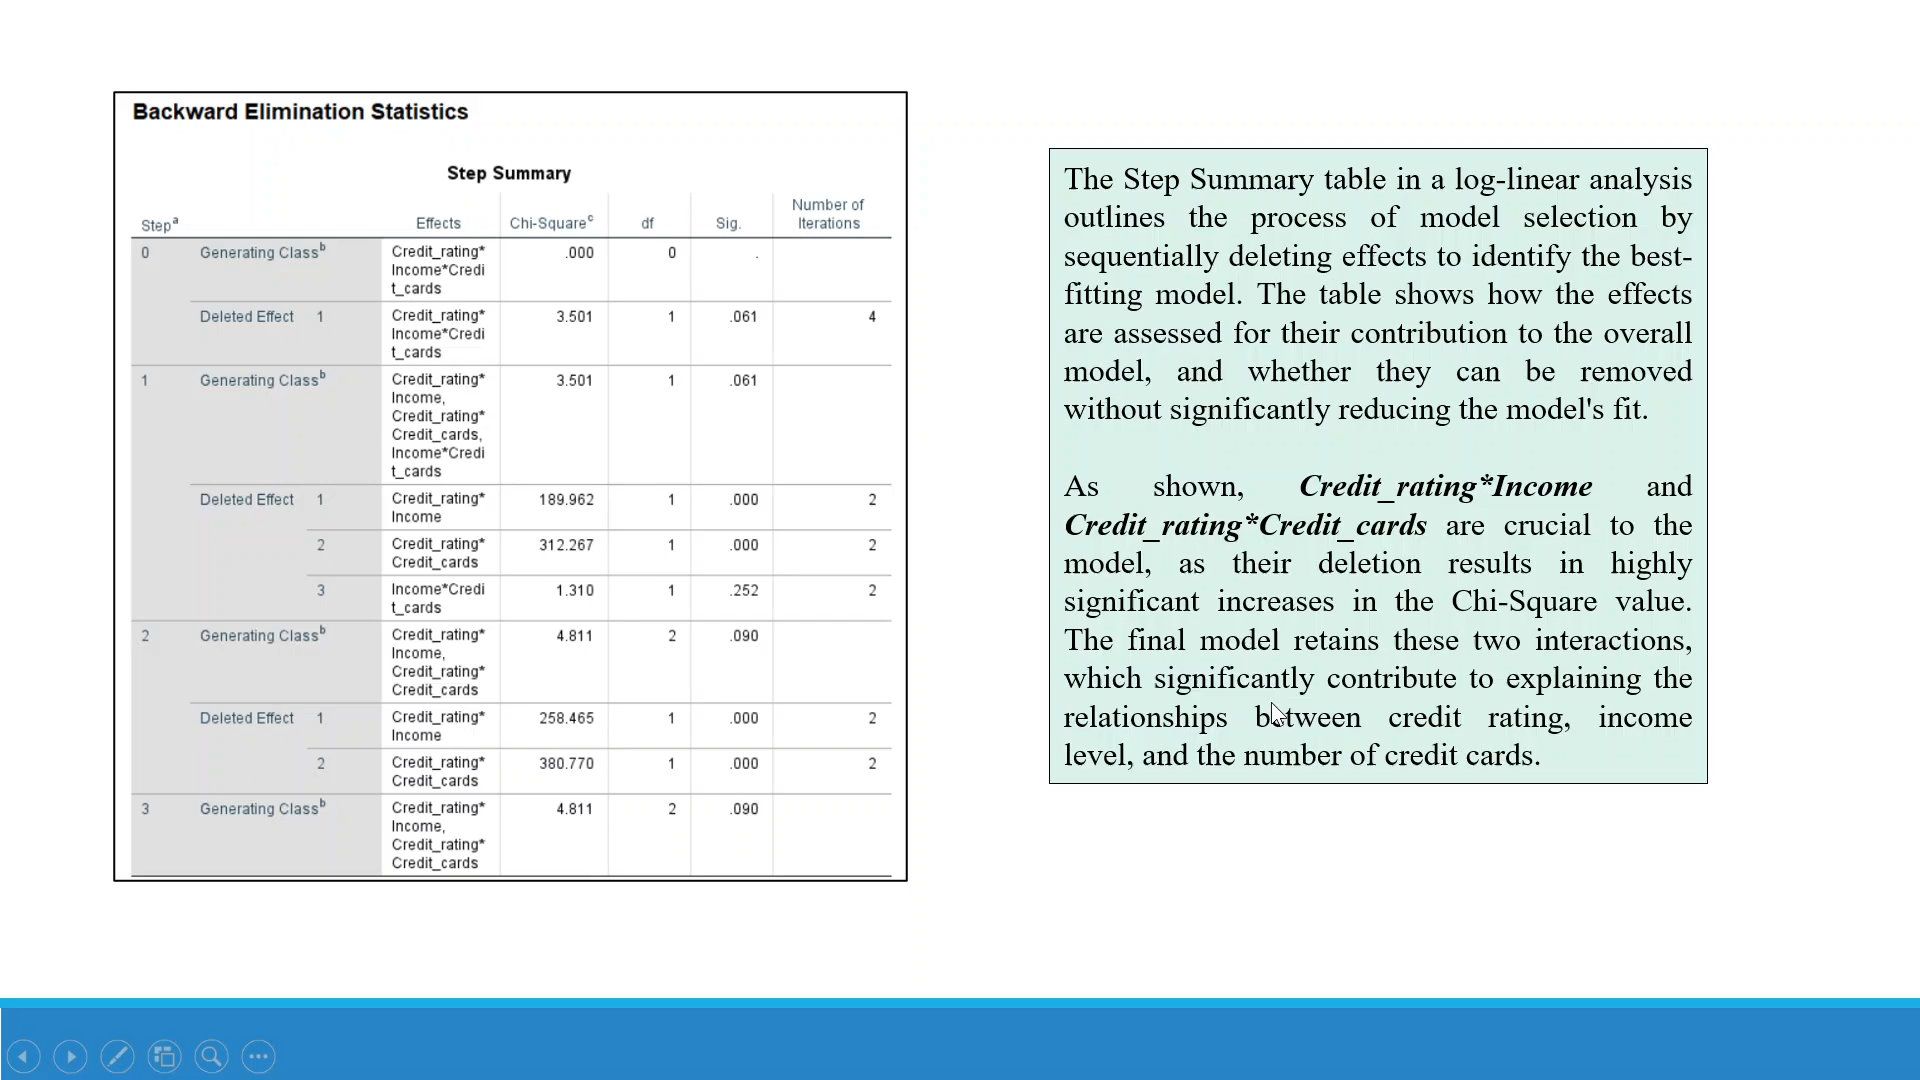 Backward Elimination Statistics
Step Summary
Stepa Effects Chi-Squarec df Sig. Number of Iterations
0 Generating Classb Credit_rating* .000 0 .
Income*Credi
t_cards
Deleted Effect 1 Credit_rating* 3.501 1 .061 4
Income*Credi
t_cards
1 Generating Classb Credit_rating* 3.501 1 .061
Income,
Credit_rating*
Credit_cards,
Income*Credi
t_cards
Deleted Effect 1 Credit_rating* 189.962 1 .000 2
Income
2 Credit_rating* 312.267 1 .000 2
Credit_cards
3 Income*Credi 1.310 1 .252 2
t_cards
2 Generating Classb Credit_rating* 4.811 2 .090
Income,
Credit_rating*
Credit_cards
Deleted Effect 1 Credit_rating* 258.465 1 .000 2
Income
2 Credit_rating* 380.770 1 .000 2
Credit_cards
3 Generating Classb Credit_rating* 4.811 2 .090
Income,
Credit_rating*
Credit_cards
The Step Summary table in a log-linear analysis
outlines the process of model selection by
sequentially deleting effects to identify the best-
fitting model. The table shows how the effects
are assessed for their contribution to the overall
model, and whether they can be removed
without significantly reducing the model's fit.
As shown, Credit_rating*Income and
Credit_rating*Credit_cards are crucial to the
model, as their deletion results in highly
significant increases in the Chi-Square value.
The final model retains these two interactions,
which significantly contribute to explaining the
relationships between credit rating, income
level, and the number of credit cards.